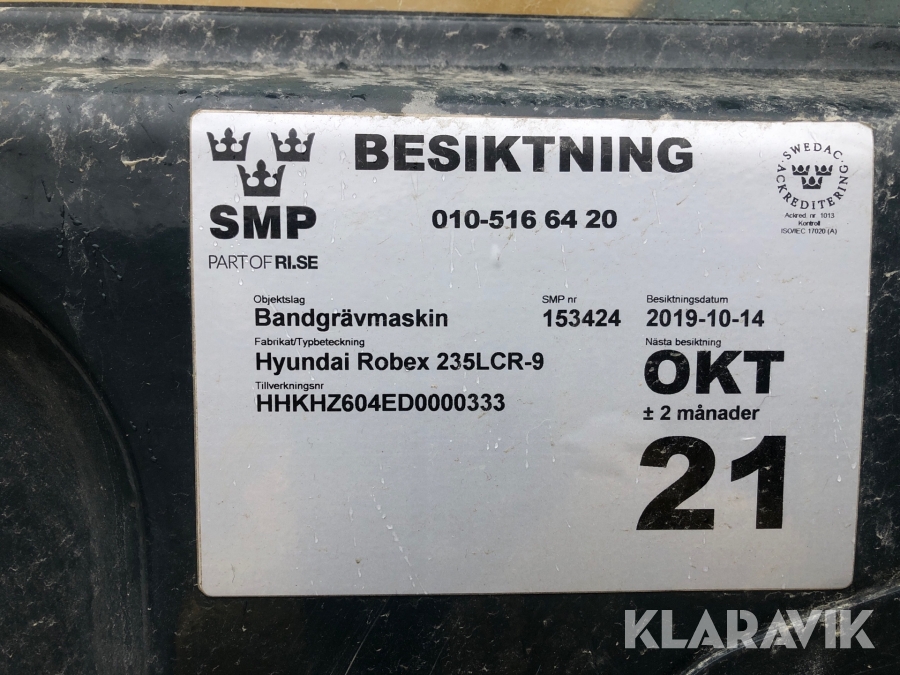 BESIKTNING
SMP
PART OF RI.SE
010-516 64 20
SWEDAC
ACKREDITERING
Ackred. nr. 1013
Kontroll
ISO/IEC 17020 (A)
Objektslag
Bandgrävmaskin
SMP nr
153424
Besiktningsdatum
2019-10-14
Fabrikat/Typbeteckning
Hyundai Robex 235LCR-9
Nästa besiktning
OKT
± 2 månader
21
Tillverkningsnr
HHKHZ604ED0000333
KLARAVIK